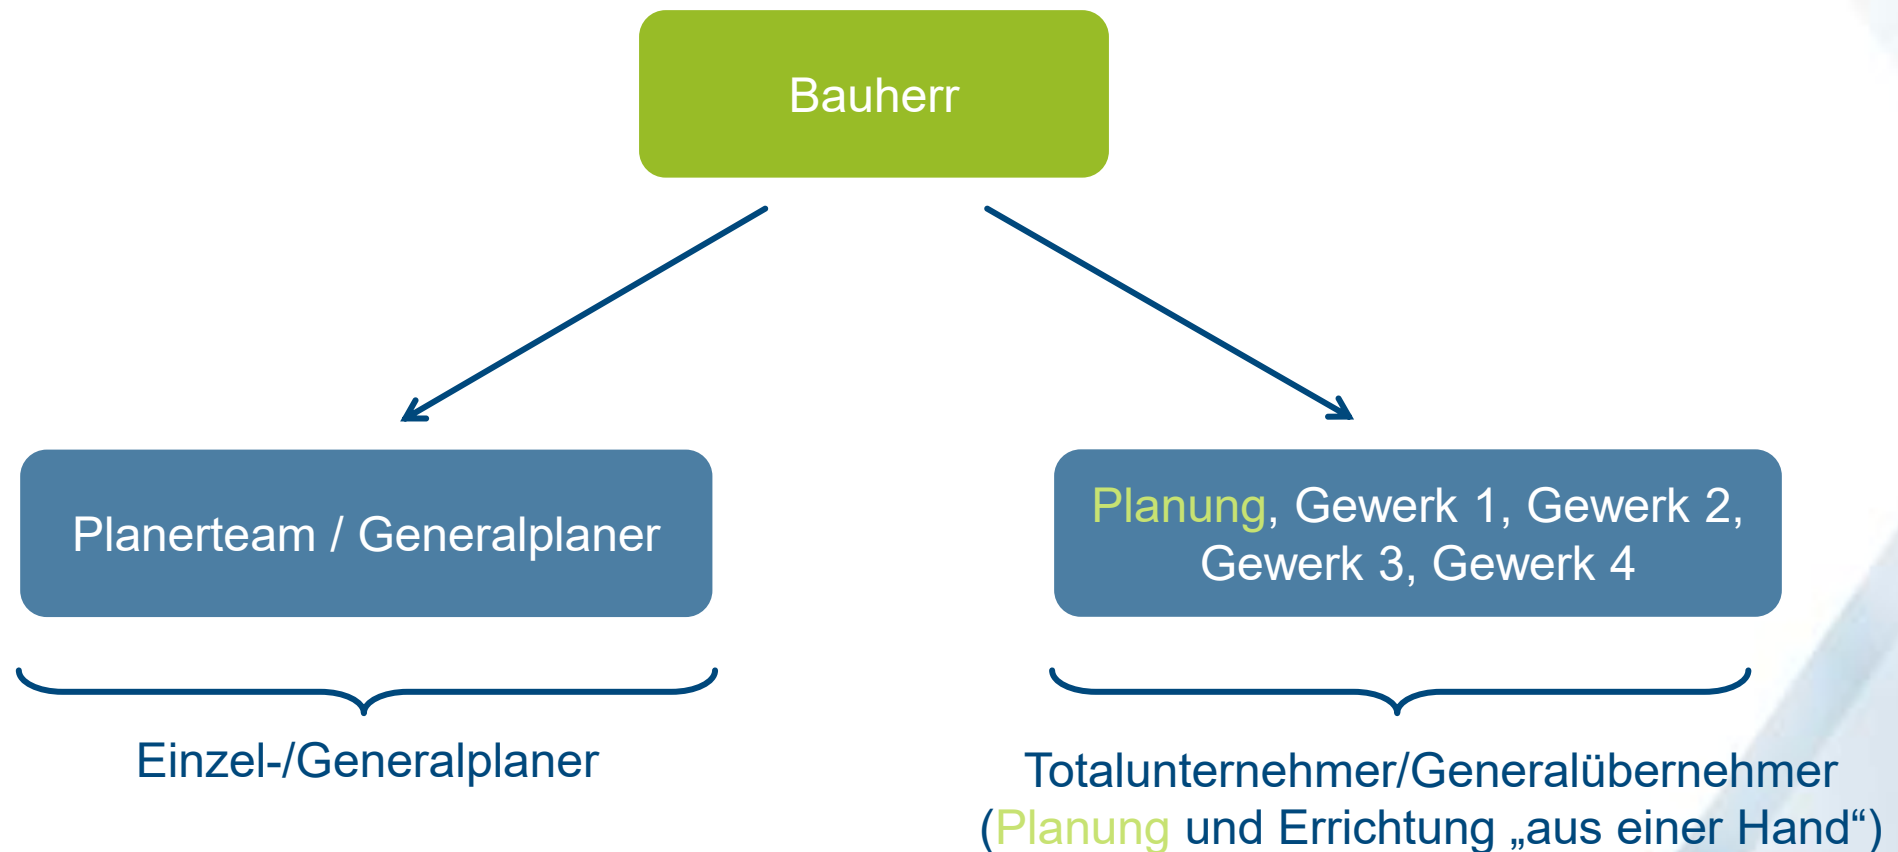 Bauherr
Planerteam / Generalplaner
Planung, Gewerk 1, Gewerk 2,
Gewerk 3, Gewerk 4
Einzel-/Generalplaner
Totalunternehmer/Generalübernehmer
(Planung und Errichtung „aus einer Hand“)